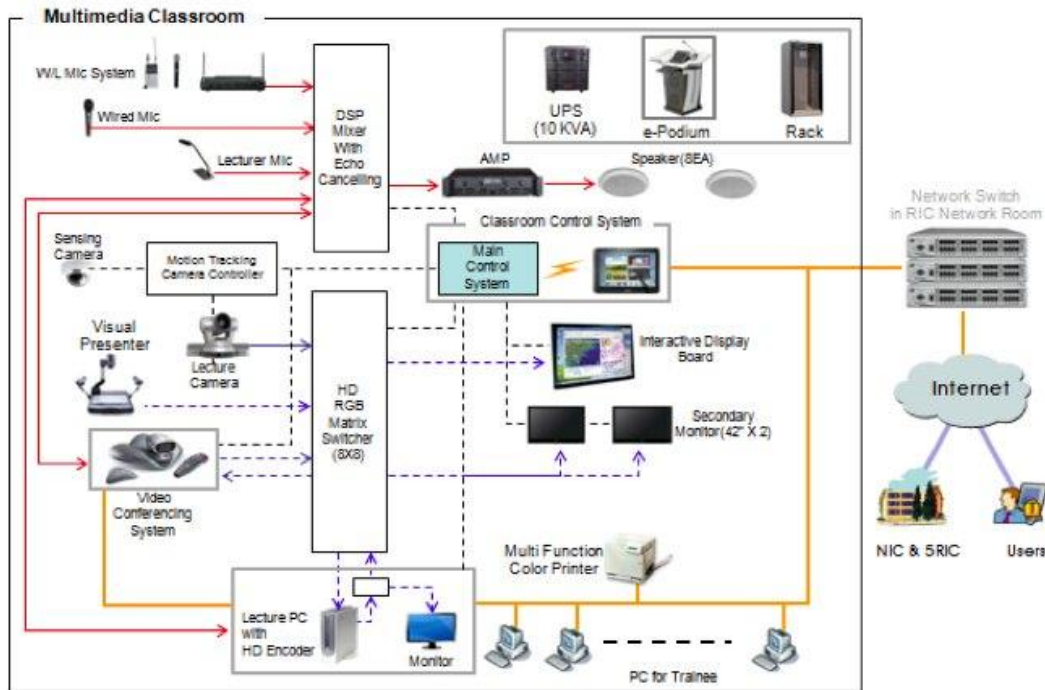 Multimedia Classroom
W/L Mic System
Wired Mic
Lecturer Mic
DSP
Mixer
With
Echo
Cancelling
UPS
(10 KVA)
e-Podium
Rack
AMP
Speaker(8EA)
Network Switch
in RIC Network Room
Classroom Control System
Main
Control
System
Sensing
Camera
Motion Tracking
Camera Controller
Visual
Presenter
Lecture
Camera
HD
RGB
Matrix
Switcher
(8X8)
Interactive Display
Board
Secondary
Monitor(42" X 2)
Internet
Video
Conferencing
System
NIC & 5RIC
Users
Multi Function
Color Printer
Lecture PC
with
HD Encoder
Monitor
PC for Trainee